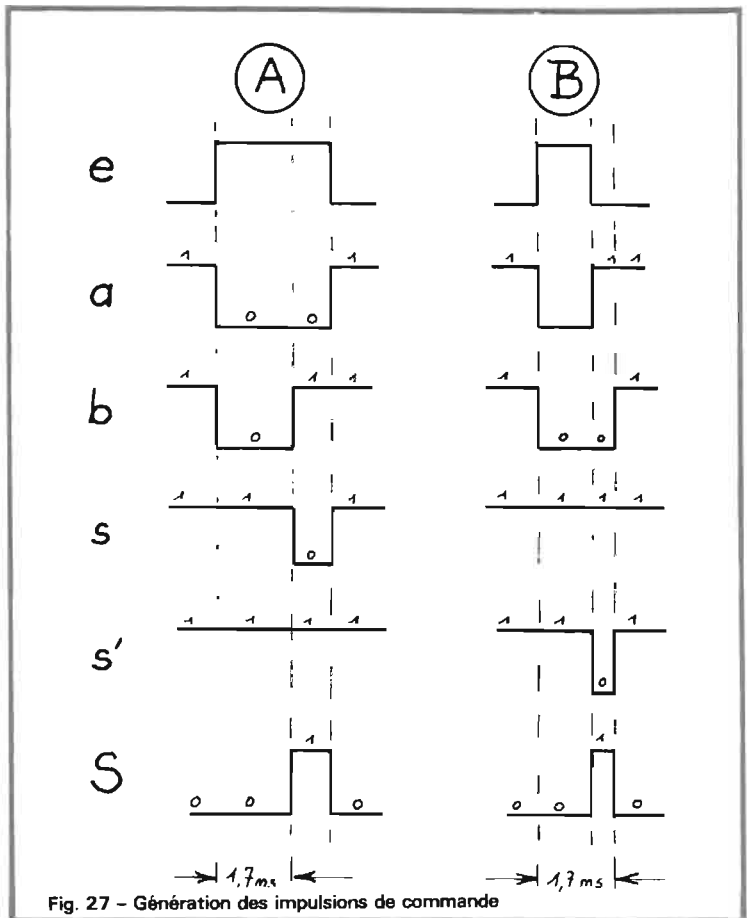 A B
e
1 1 1 1 1
a
0 0
1 1 1 1 1
b
0 0 0
1 1 1 1 1 1 1
s
0
1 1 1 1 1 1 1
s'
0
1 1
S
0 0 0 0 0 0
1,7ms 1,7ms
Fig. 27 – Génération des impulsions de commande